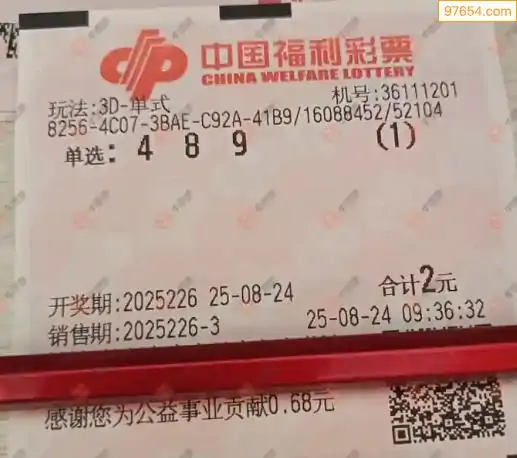 97654.com
中国福利彩票
CHINA WELFARE LOTTERY
玩法:3D-单式 机号:36111201
8256-4C07-3BAE-C92A-41B9/16088452/52104
单选: 4 8 9 (1)
合计2元
开奖期:2025226 25-08-24
销售期:2025226-3 25-08-24 09:36:32
感谢您为公益事业贡献0.68元